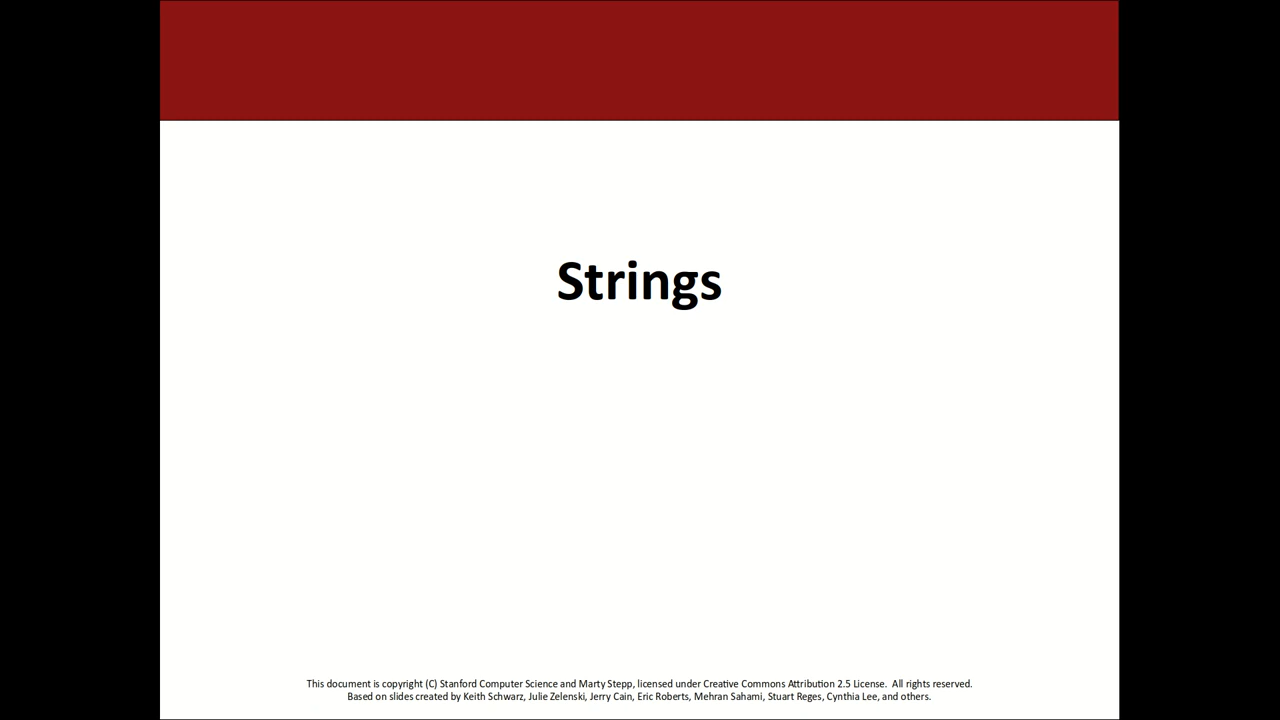 Strings
This document is copyright (C) Stanford Computer Science and Marty Stepp, licensed under Creative Commons Attribution 2.5 License.  All rights reserved.
Based on slides created by Keith Schwarz, Julie Zelenski, Jerry Cain, Eric Roberts, Mehran Sahami, Stuart Reges, Cynthia Lee, and others.